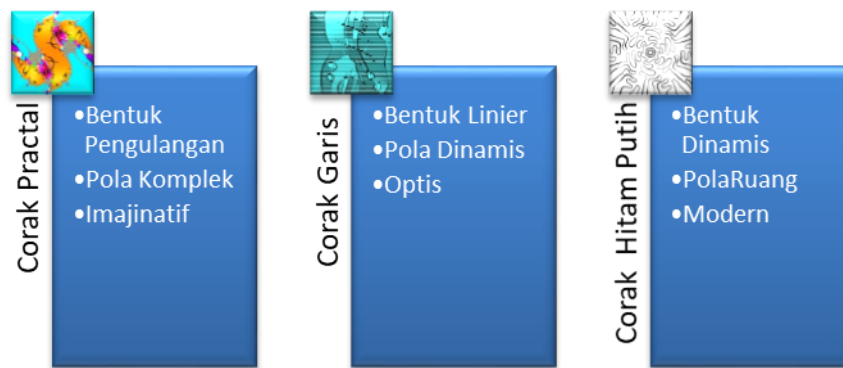 Corak Practal
•Bentuk
Pengulangan
•Pola Komplek
•Imajinatif
Corak Garis
•Bentuk Linier
•Pola Dinamis
•Optis
Corak Hitam Putih
•Bentuk
Dinamis
•PolaRuang
•Modern